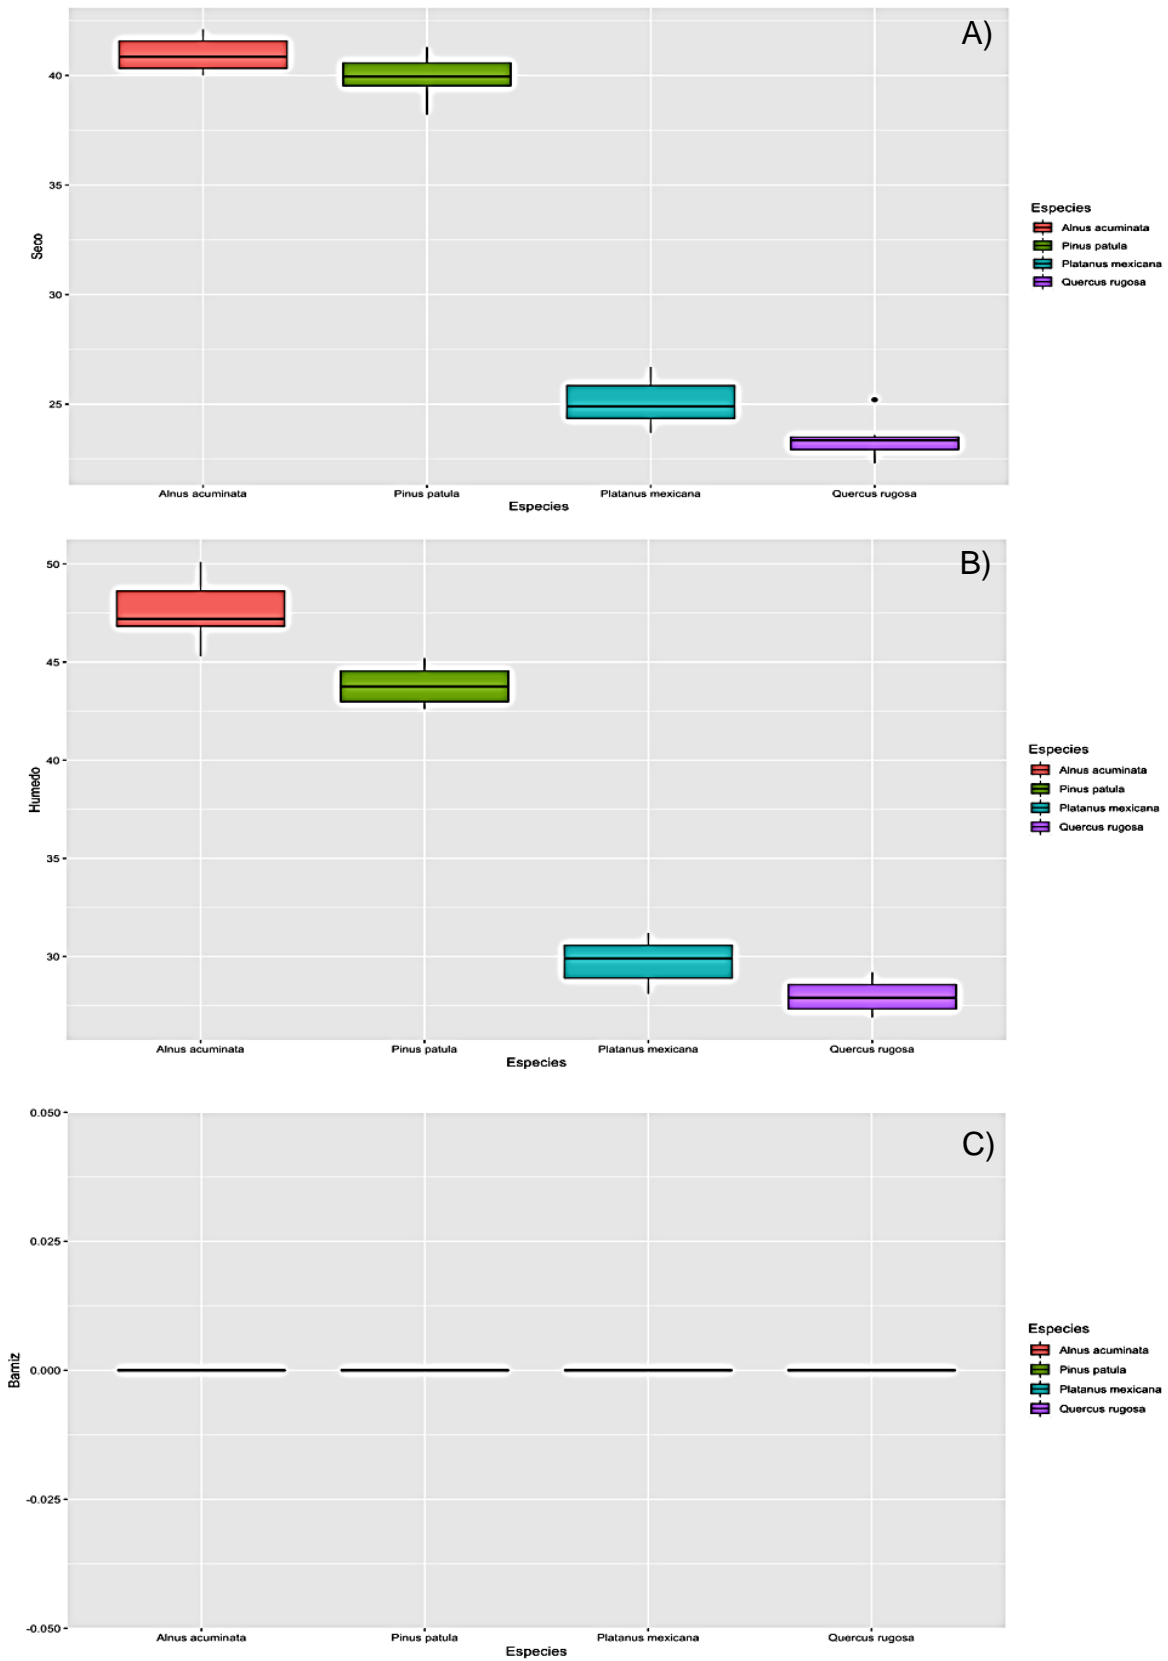 A)
40
35
30
25
Seco
Alnus acuminata
Pinus patula
Platanus mexicana
Quercus rugosa
Especies
Especies
Alnus acuminata
Pinus patula
Platanus mexicana
Quercus rugosa
B)
50
45
40
35
30
Humedo
Alnus acuminata
Pinus patula
Platanus mexicana
Quercus rugosa
Especies
Especies
Alnus acuminata
Pinus patula
Platanus mexicana
Quercus rugosa
C)
0.050
0.025
0.000
-0.025
-0.050
Barniz
Alnus acuminata
Pinus patula
Platanus mexicana
Quercus rugosa
Especies
Especies
Alnus acuminata
Pinus patula
Platanus mexicana
Quercus rugosa